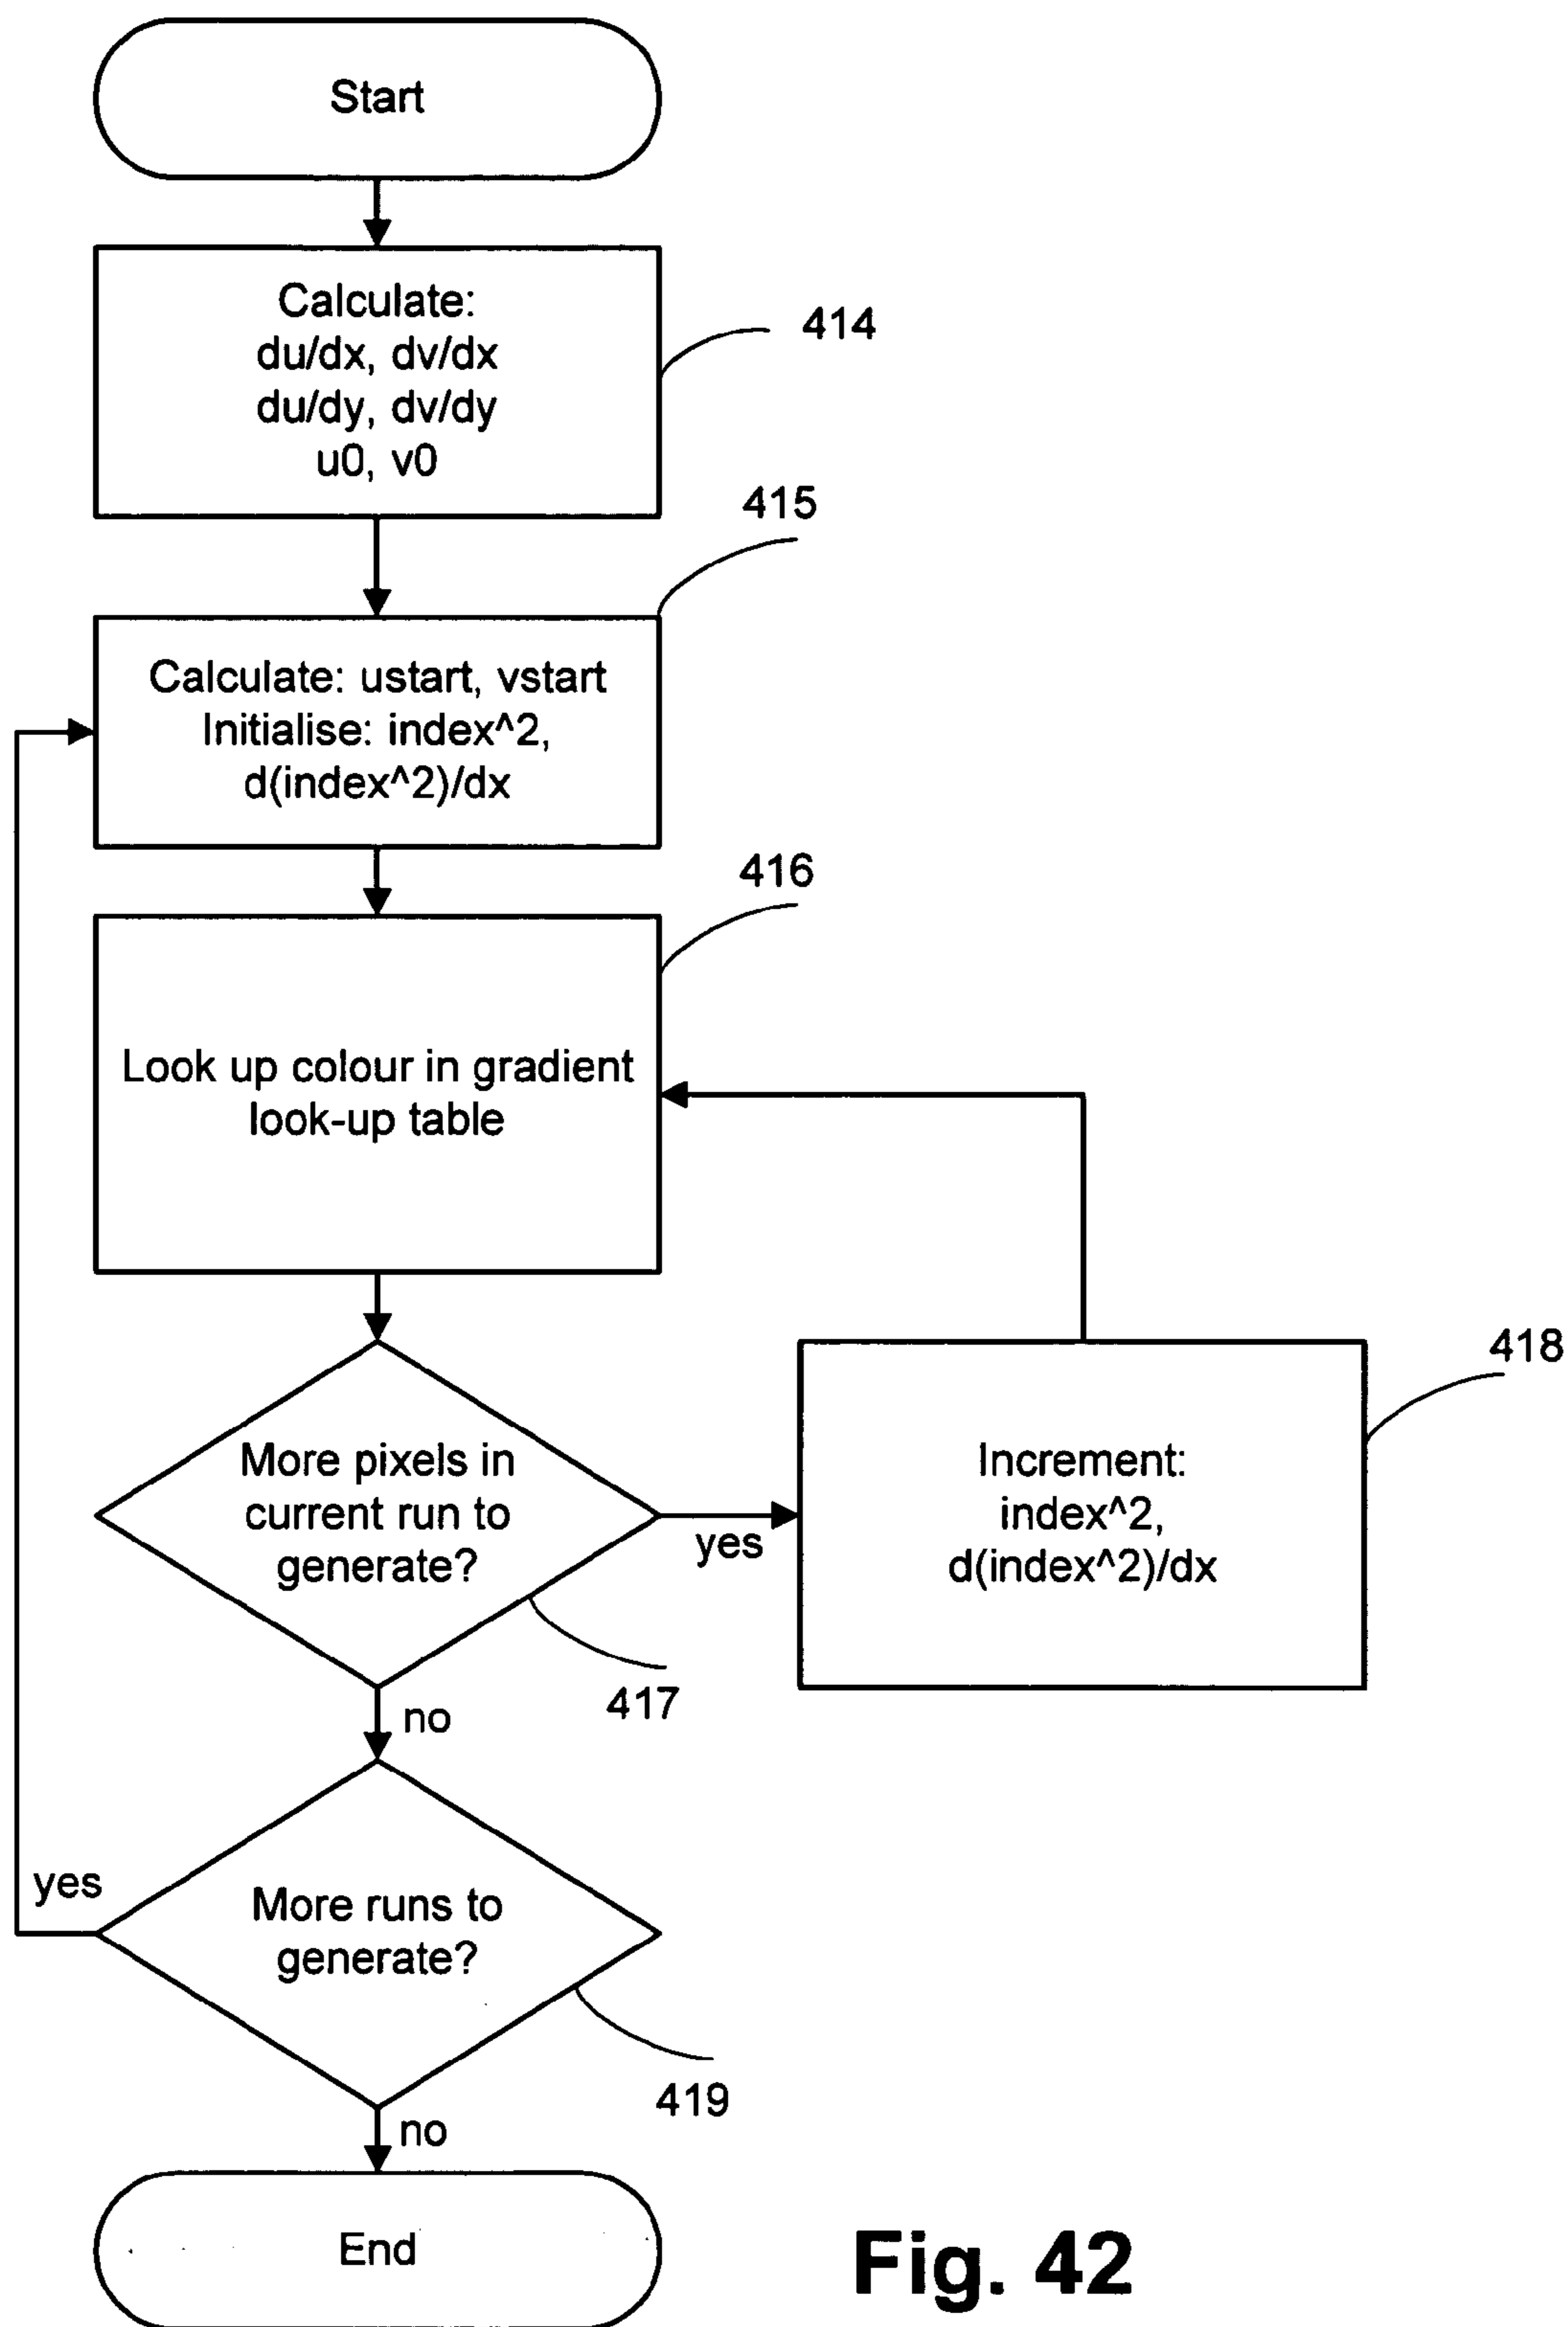 Start
Calculate:
du/dx, dv/dx
du/dy, dv/dy
u0, v0
414
415
Calculate: ustart, vstart
Initialise: index^2,
d(index^2)/dx
416
Look up colour in gradient
look-up table
More pixels in
current run to
generate?
yes
417
no
418
Increment:
index^2,
d(index^2)/dx
yes
More runs to
generate?
419
no
End
Fig. 42